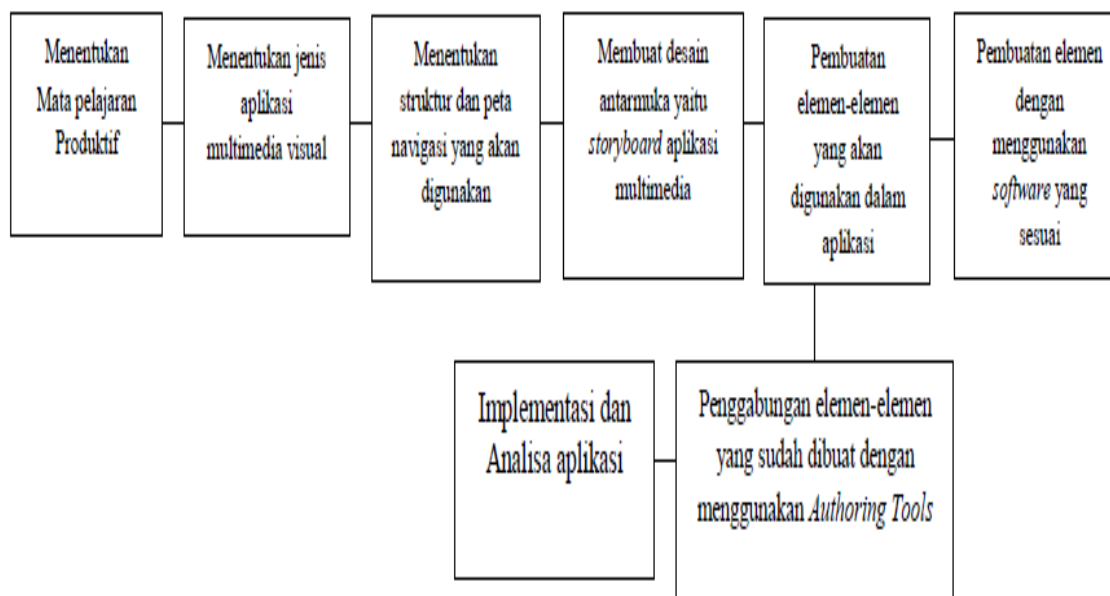 Menentukan
Mata pelajaran
Produktif
Menentukan jenis
aplikasi
multimedia visual
Menentukan
struktur dan peta
navigasi yang akan
digunakan
Membuat desain
antarmuka yaitu
storyboard aplikasi
multimedia
Pembuatan
elemen-elemen
yang akan
digunakan dalam
aplikasi
Pembuatan elemen
dengan
menggunakan
software yang
sesuai
Implementasi dan
Analisa aplikasi
Penggabungan elemen-elemen
yang sudah dibuat dengan
menggunakan Authoring Tools